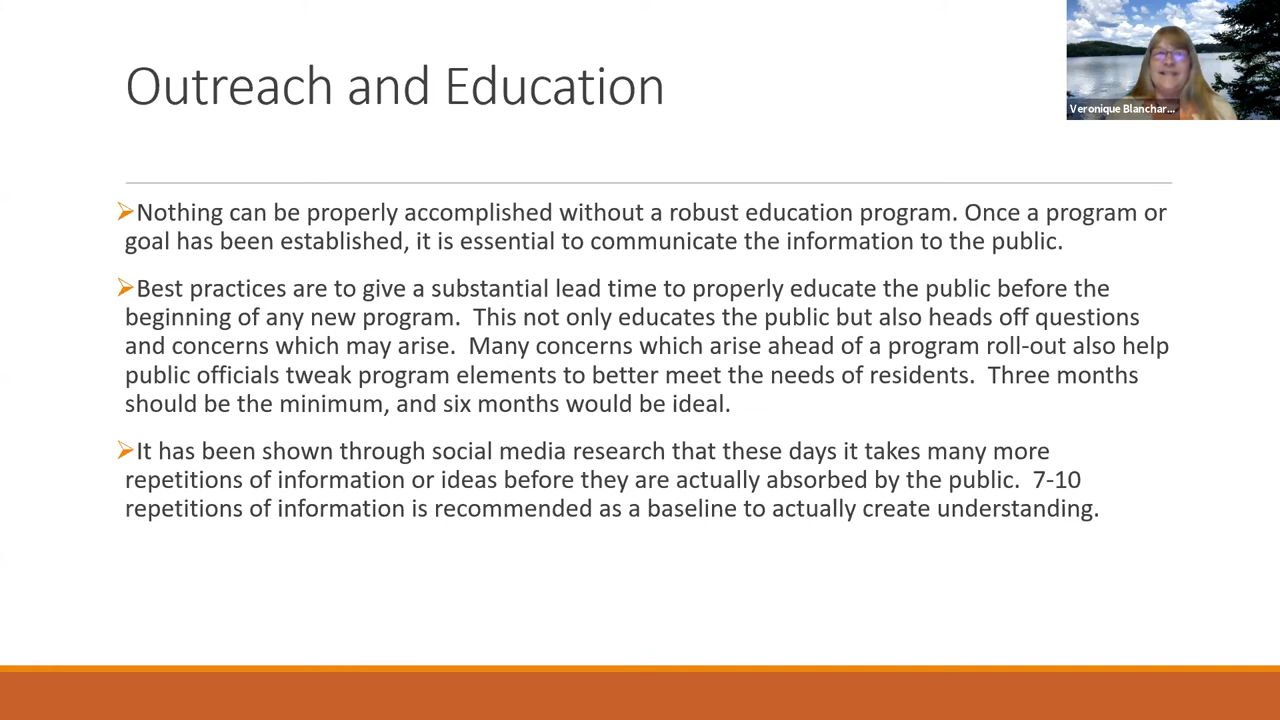 Outreach and Education
Veronique Blanchar...
➢Nothing can be properly accomplished without a robust education program. Once a program or
goal has been established, it is essential to communicate the information to the public.
➢Best practices are to give a substantial lead time to properly educate the public before the
beginning of any new program.  This not only educates the public but also heads off questions
and concerns which may arise.  Many concerns which arise ahead of a program roll-out also help
public officials tweak program elements to better meet the needs of residents.  Three months
should be the minimum, and six months would be ideal.
➢It has been shown through social media research that these days it takes many more
repetitions of information or ideas before they are actually absorbed by the public.  7-10
repetitions of information is recommended as a baseline to actually create understanding.